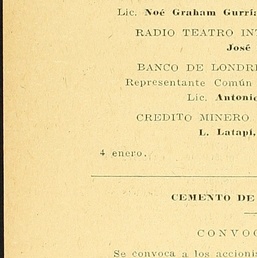 Lic. Noé Graham Gurri
RADIO TEATRO IN
José
BANCO DE LONDR
Representante Común
Lic. Antoni
CREDITO MINERO
L. Latapi,
4 enero.
CEMENTO DE
CONVOC
Se convoca a los accioni